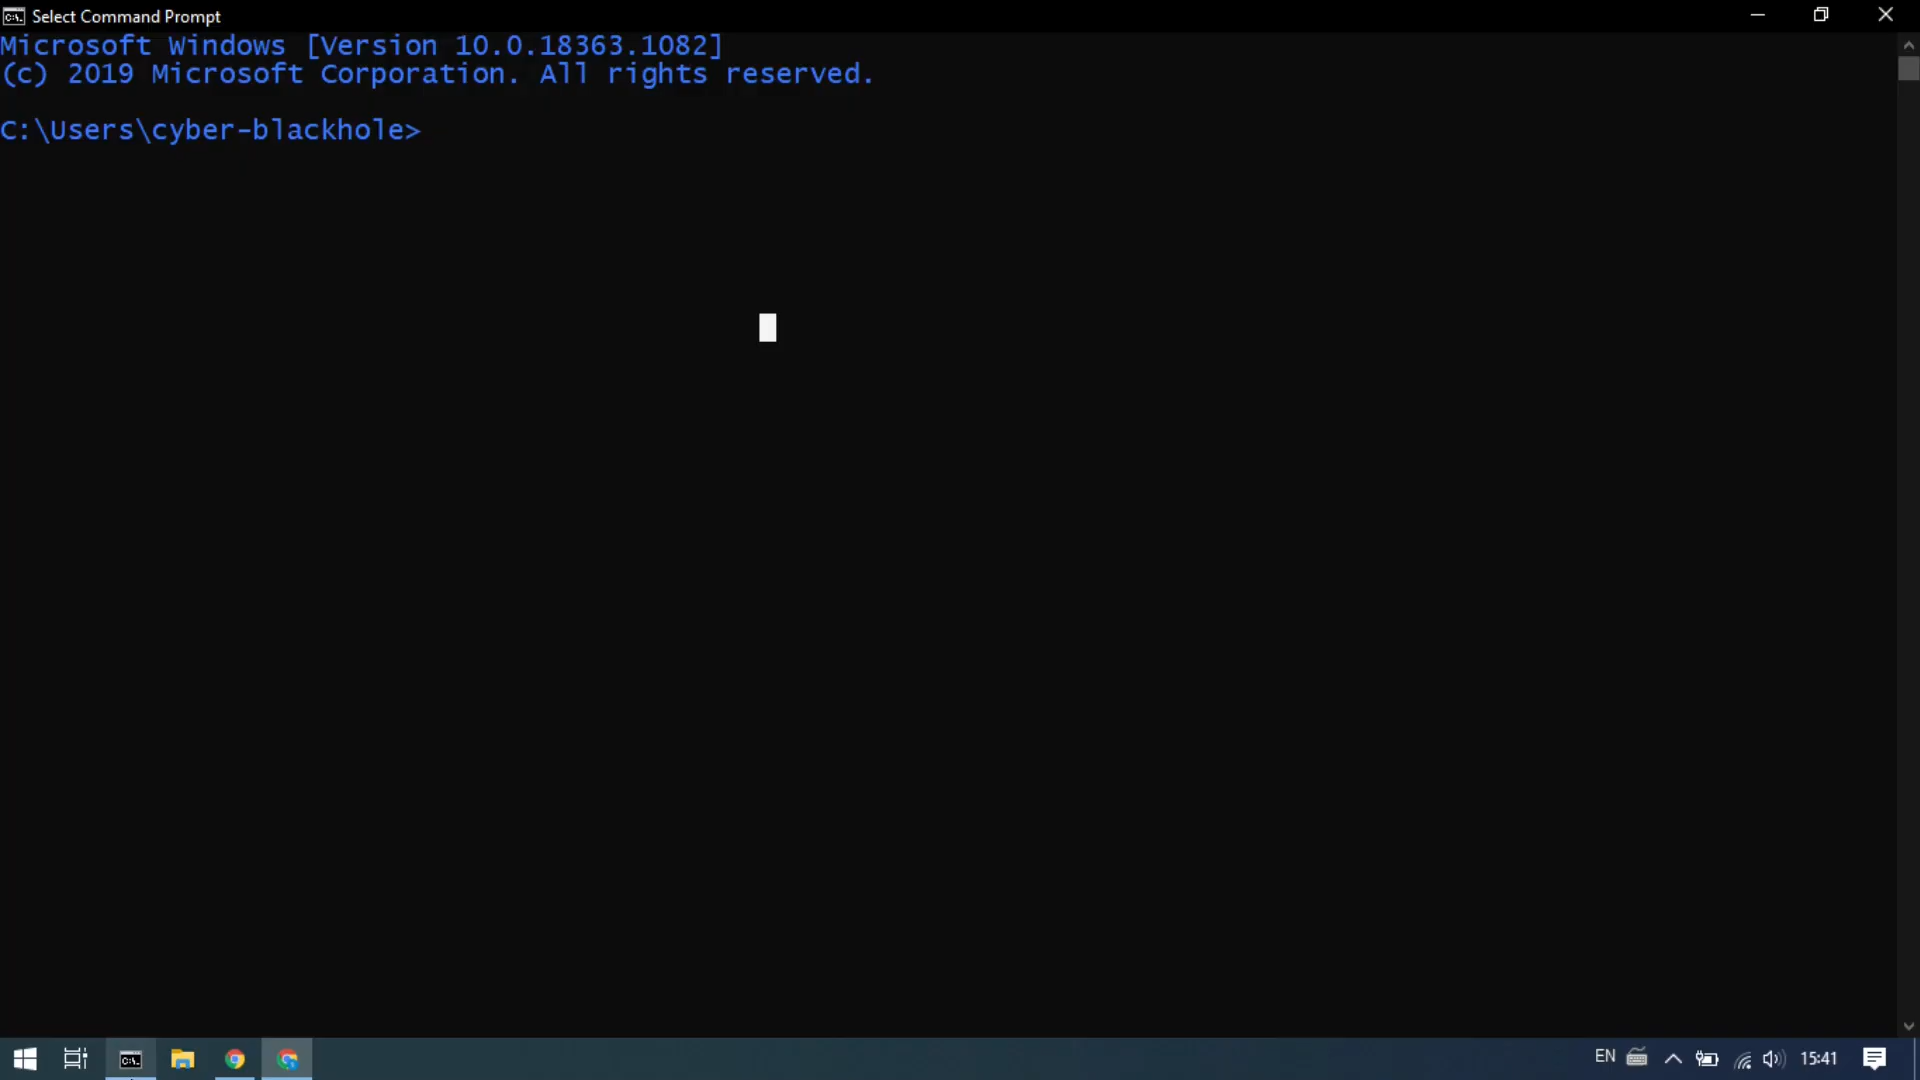 Select Command Prompt
Microsoft Windows [Version 10.0.18363.1082]
(c) 2019 Microsoft Corporation. All rights reserved.
C:\Users\cyber-blackhole>
EN
15:41